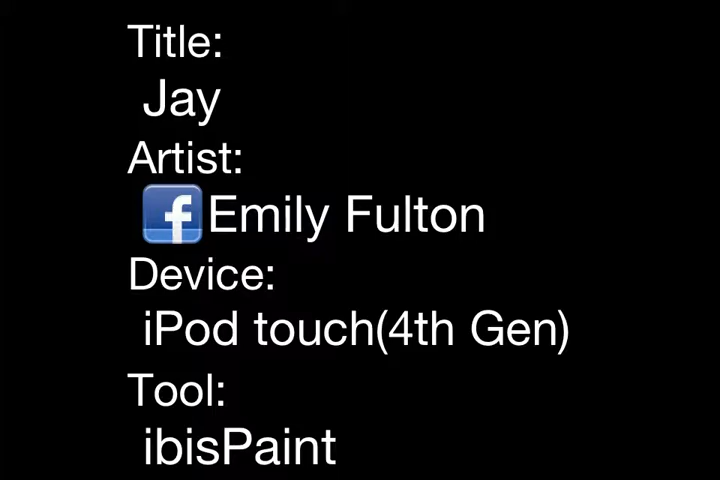 Title:
Jay
Artist:
Emily Fulton
Device:
iPod touch(4th Gen)
Tool:
ibisPaint